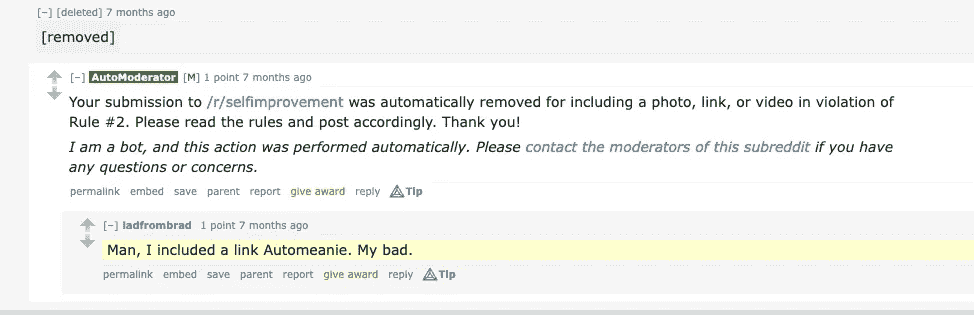 [–] [deleted] 7 months ago
[removed]
[–] AutoModerator [M] 1 point 7 months ago
Your submission to /r/selfimprovement was automatically removed for including a photo, link, or video in violation of
Rule #2. Please read the rules and post accordingly. Thank you!
I am a bot, and this action was performed automatically. Please contact the moderators of this subreddit if you have
any questions or concerns.
permalink embed save parent report give award reply Tip
[–] ladfrombrad 1 point 7 months ago
Man, I included a link Automeanie. My bad.
permalink embed save parent report give award reply Tip